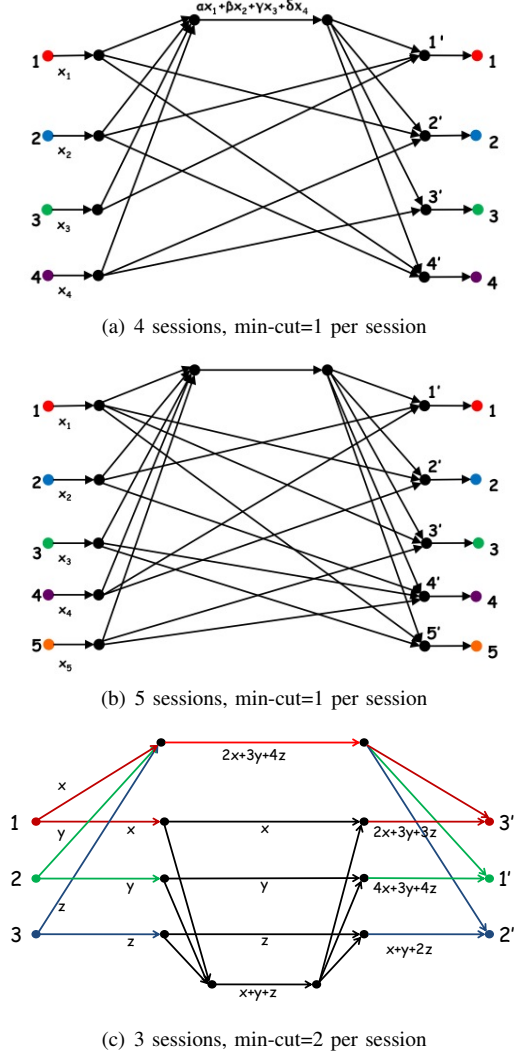 αx₁+βx₂+γx₃+δx₄
1 x₁ 1' 1
2 x₂ 2' 2
3 x₃ 3' 3
4 x₄ 4' 4
(a) 4 sessions, min-cut=1 per session
1 x₁ 1' 1
2 x₂ 2' 2
3 x₃ 3' 3
4 x₄ 4' 4
5 x₅ 5' 5
(b) 5 sessions, min-cut=1 per session
2x+3y+4z
x
1 y x x 2x+3y+3z 3'
2 y y 4x+3y+4z 1'
z
3 z z x+y+2z 2'
x+y+z
(c) 3 sessions, min-cut=2 per session